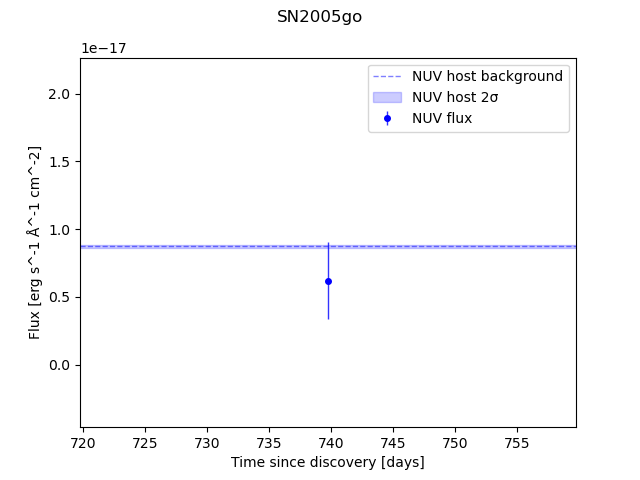 SN2005go
1e−17
NUV host background
NUV host 2σ
NUV flux
2.0
1.5
1.0
0.5
0.0
Flux [erg s^-1 Å^-1 cm^-2]
720 725 730 735 740 745 750 755
Time since discovery [days]